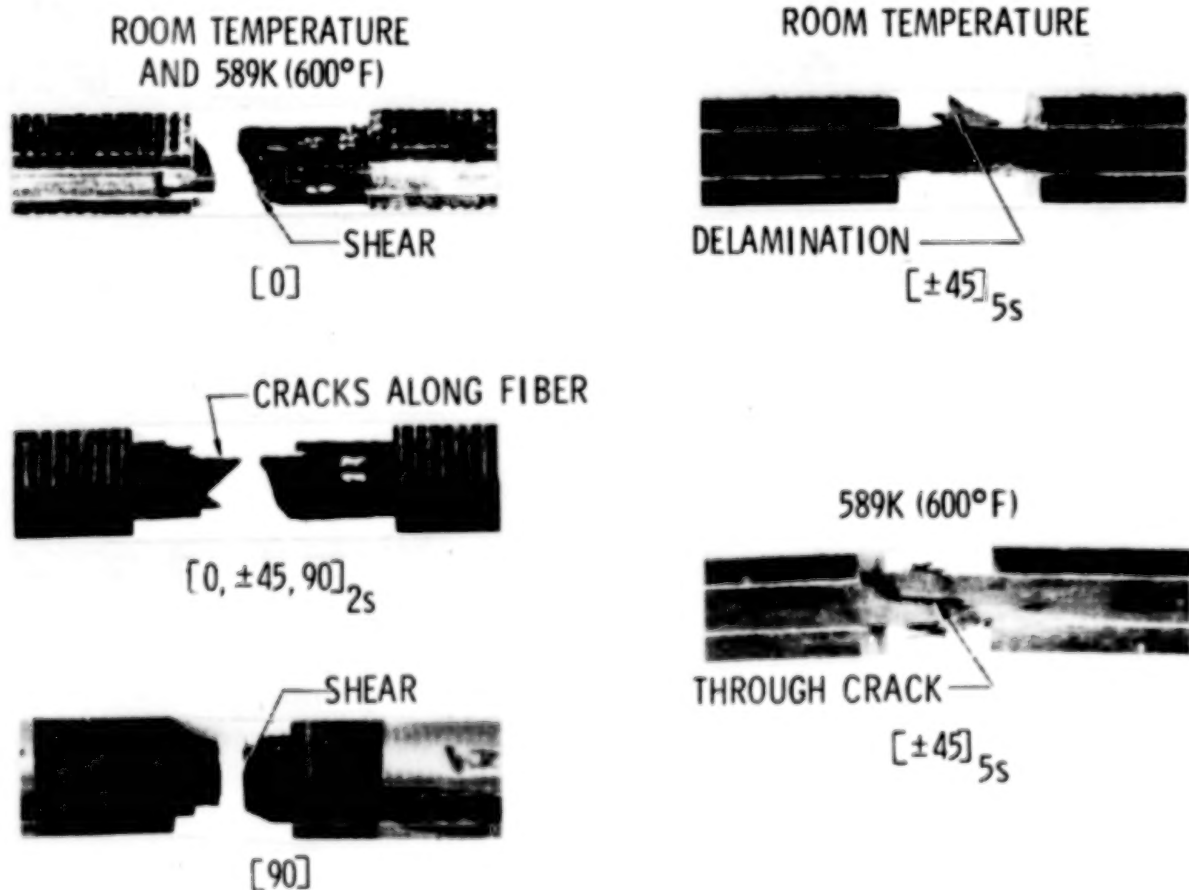 ROOM TEMPERATURE
AND 589K (600°F)
SHEAR
[0]
CRACKS ALONG FIBER
[0, ±45, 90]2s
SHEAR
[90]
ROOM TEMPERATURE
DELAMINATION
[±45]5s
589K (600°F)
THROUGH CRACK
[±45]5s